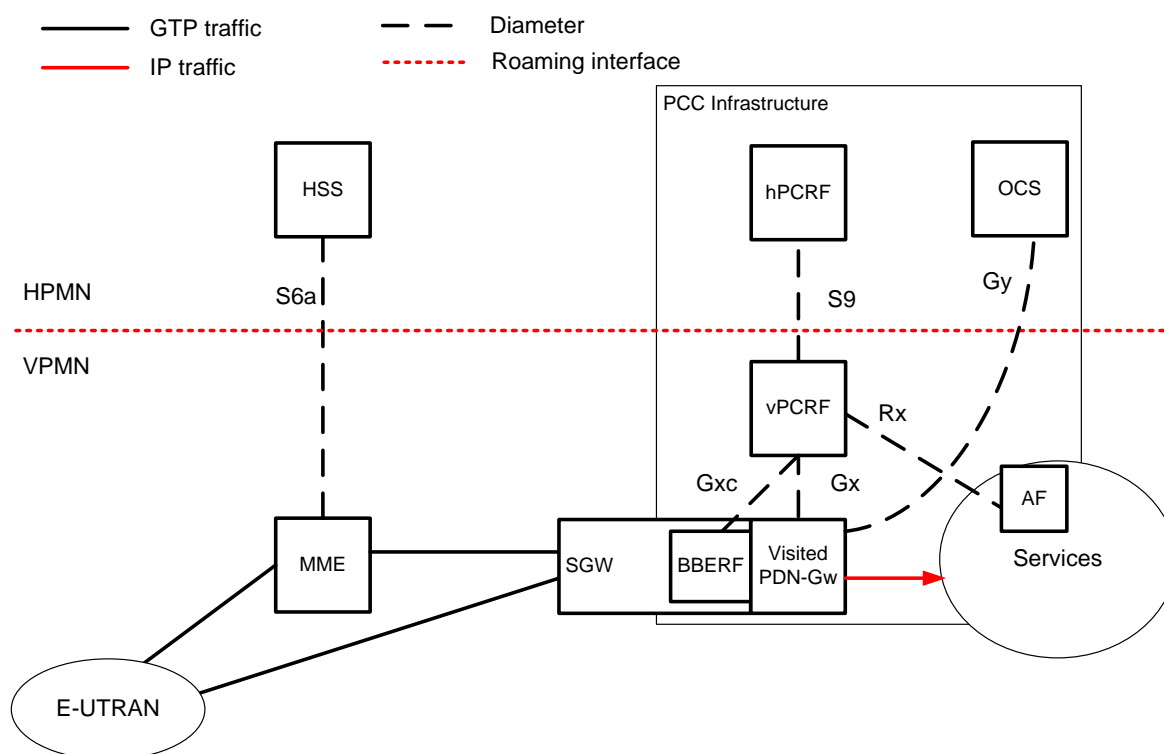 GTP traffic
Diameter
IP traffic
Roaming interface
PCC Infrastructure
HSS
hPCRF
OCS
HPMN
S6a
S9
Gy
VPMN
vPCRF
Rx
Gxc
Gx
AF
MME
SGW
BBERF
Visited
PDN-Gw
Services
E-UTRAN